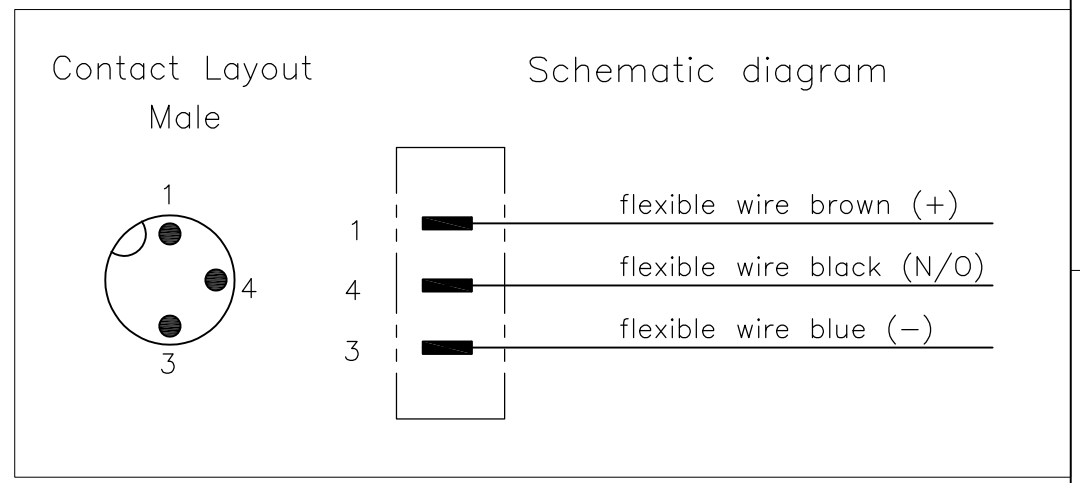 Contact Layout
Male
1
4
3
Schematic diagram
1 flexible wire brown (+)
4 flexible wire black (N/O)
3 flexible wire blue (−)